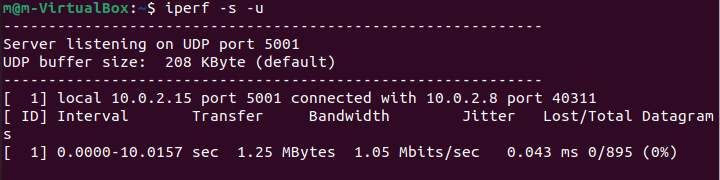 m@m-VirtualBox:~$ iperf -s -u
------------------------------------------------------------
Server listening on UDP port 5001
UDP buffer size:  208 KByte (default)
------------------------------------------------------------
[  1] local 10.0.2.15 port 5001 connected with 10.0.2.8 port 40311
[ ID] Interval       Transfer     Bandwidth        Jitter   Lost/Total Datagram
s
[  1] 0.0000-10.0157 sec  1.25 MBytes  1.05 Mbits/sec   0.043 ms 0/895 (0%)